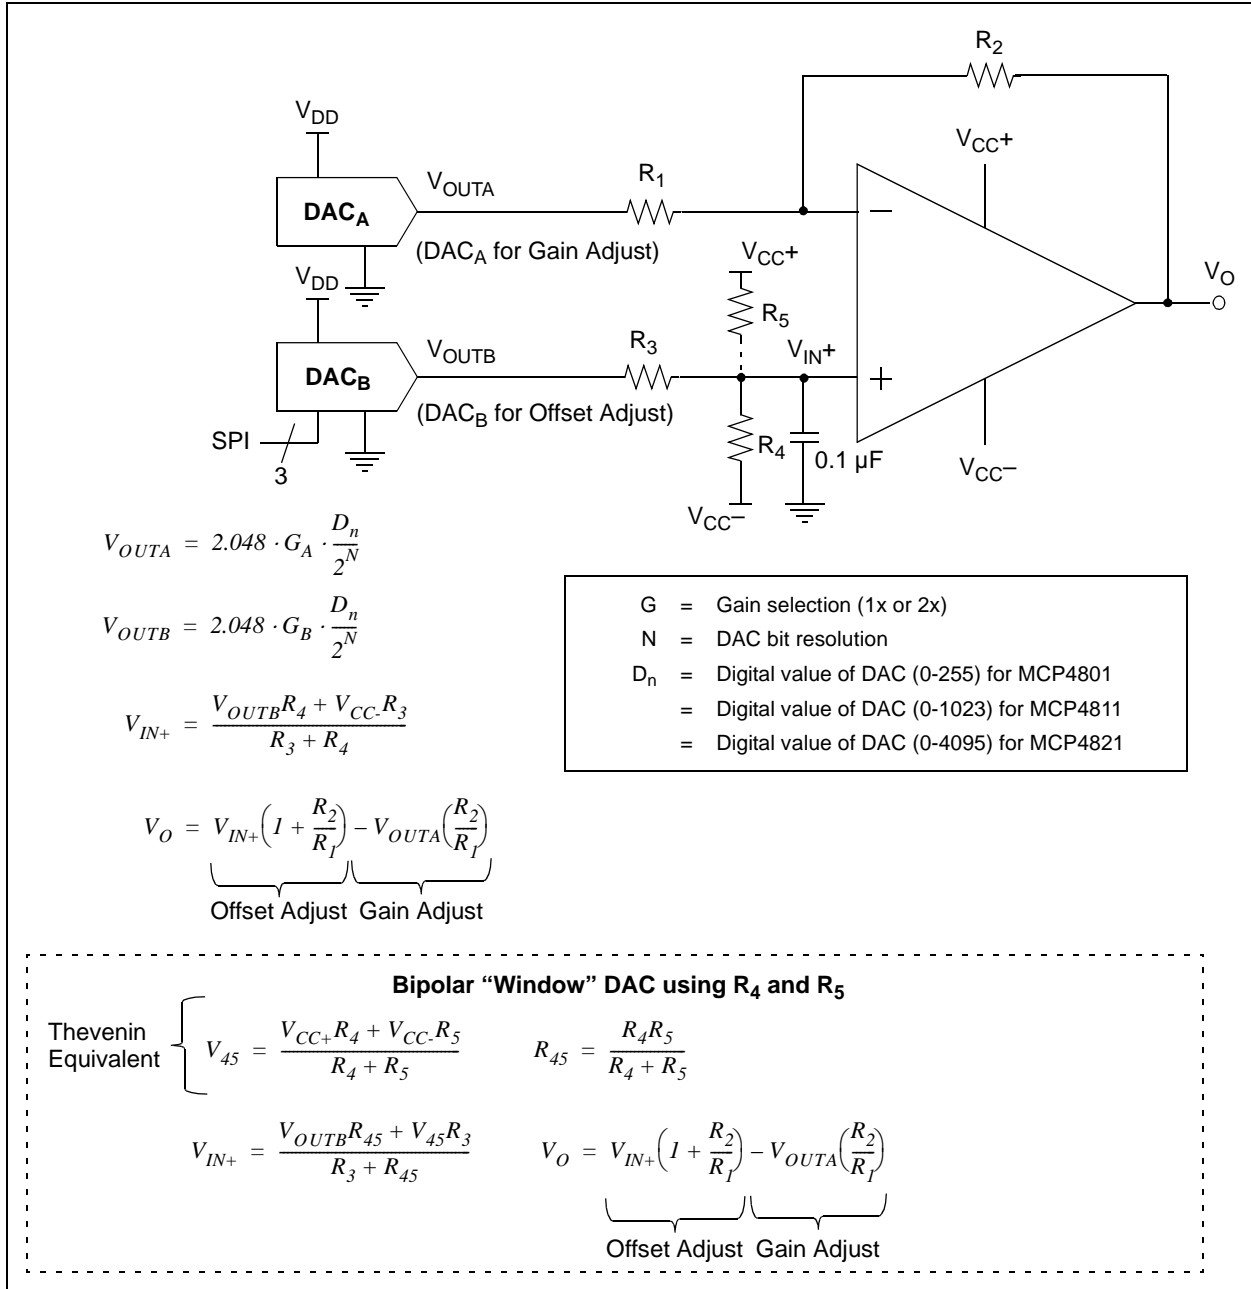 R2
VDD
VCC+
R1
VOUTA
DACA
(DACA for Gain Adjust)
VCC+
VDD
VO
R5
R3
VOUTB
VIN+
DACB
(DACB for Offset Adjust)
SPI
3
R4
0.1 µF
VCC–
VCC–
VOUTA = 2.048 · GA · Dn / 2^N
VOUTB = 2.048 · GB · Dn / 2^N
G = Gain selection (1x or 2x)
N = DAC bit resolution
Dn = Digital value of DAC (0-255) for MCP4801
= Digital value of DAC (0-1023) for MCP4811
= Digital value of DAC (0-4095) for MCP4821
VIN+ = (VOUTBR4 + VCC-R3) / (R3 + R4)
VO = VIN+(1 + R2/R1) – VOUTA(R2/R1)
Offset Adjust Gain Adjust
Bipolar “Window” DAC using R4 and R5
Thevenin
Equivalent
V45 = (VCC+R4 + VCC-R5) / (R4 + R5)
R45 = R4R5 / (R4 + R5)
VIN+ = (VOUTBR45 + V45R3) / (R3 + R45)
VO = VIN+(1 + R2/R1) – VOUTA(R2/R1)
Offset Adjust Gain Adjust